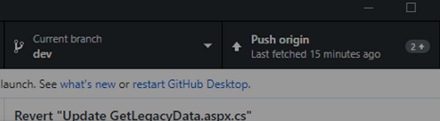 Current branch
dev
Push origin
Last fetched 15 minutes ago
2
launch. See what's new or restart GitHub Desktop.
Revert "Update GetLegacyData.aspx.cs"